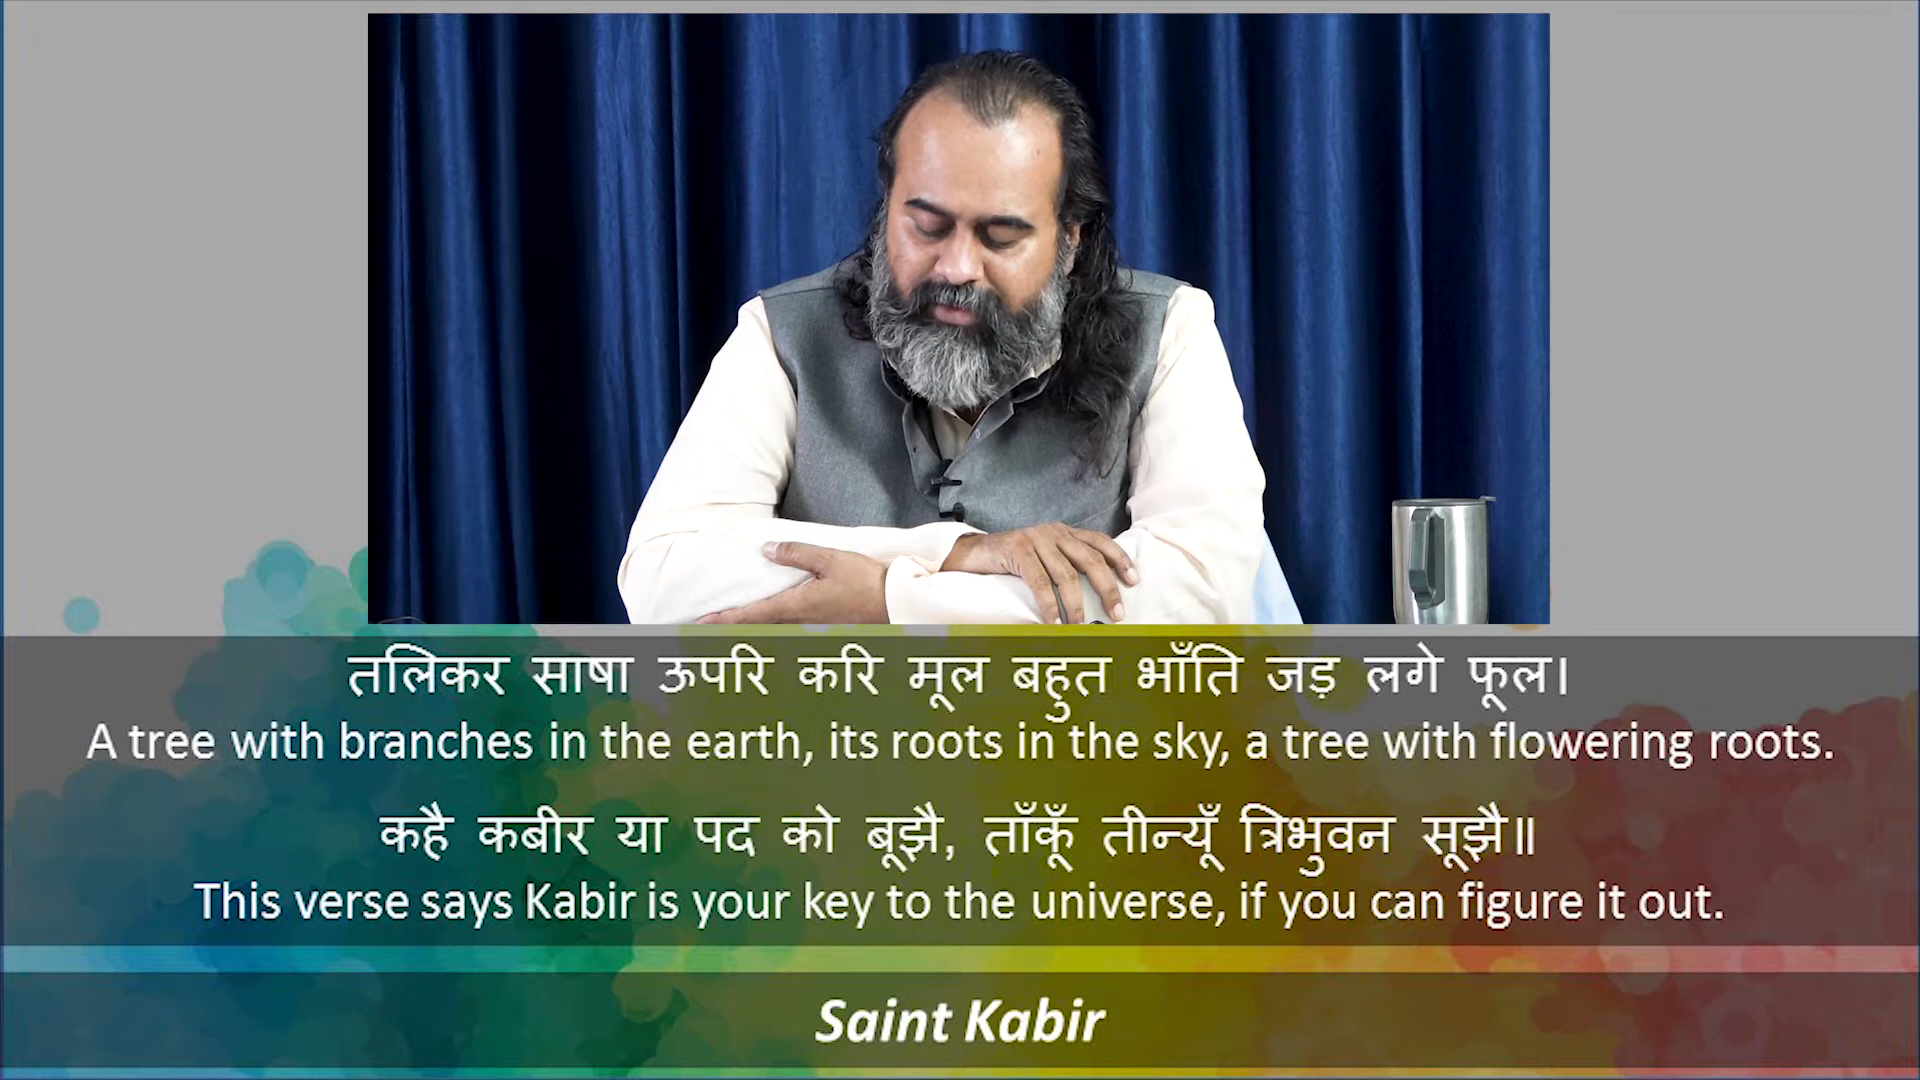 तलिकर साषा ऊपरि करि मूल बहुत भाँति जड़ लगे फूल।
A tree with branches in the earth, its roots in the sky, a tree with flowering roots.
कहै कबीर या पद को बूझै, ताँकूँ तीन्यूँ त्रिभुवन सूझै॥
This verse says Kabir is your key to the universe, if you can figure it out.
Saint Kabir